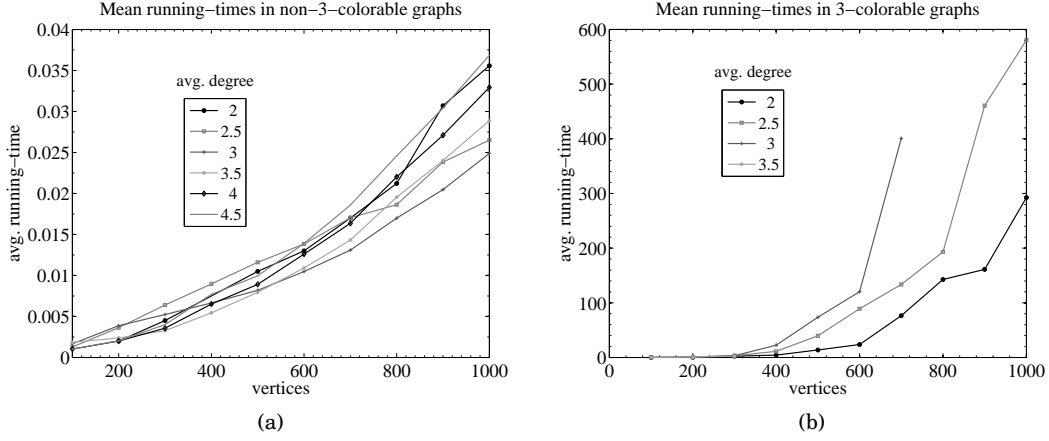 Mean running−times in non−3−colorable graphs
0.04
0.035
0.03
0.025
0.02
0.015
0.01
0.005
0
avg. running−time
avg. degree
2
2.5
3
3.5
4
4.5
200 400 600 800 1000
vertices
(a)
Mean running−times in 3−colorable graphs
600
500
400
300
200
100
0
avg. running−time
avg. degree
2
2.5
3
3.5
0 200 400 600 800 1000
vertices
(b)